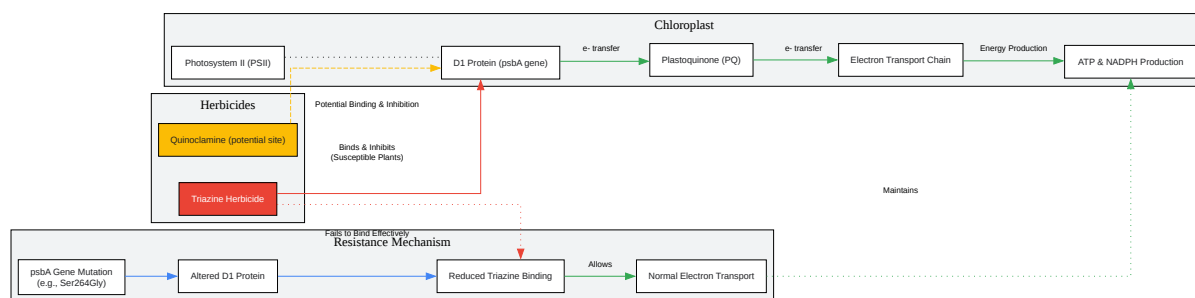 Chloroplast
Photosystem II (PSII)
D1 Protein (psbA gene)
e- transfer
Plastoquinone (PQ)
e- transfer
Electron Transport Chain
Energy Production
ATP & NADPH Production
Herbicides
Potential Binding & Inhibition
Quinoclamine (potential site)
Binds & Inhibits
(Susceptible Plants)
Triazine Herbicide
Maintains
Fails to Bind Effectively
Resistance Mechanism
psbA Gene Mutation
(e.g., Ser264Gly)
Altered D1 Protein
Reduced Triazine Binding
Allows
Normal Electron Transport